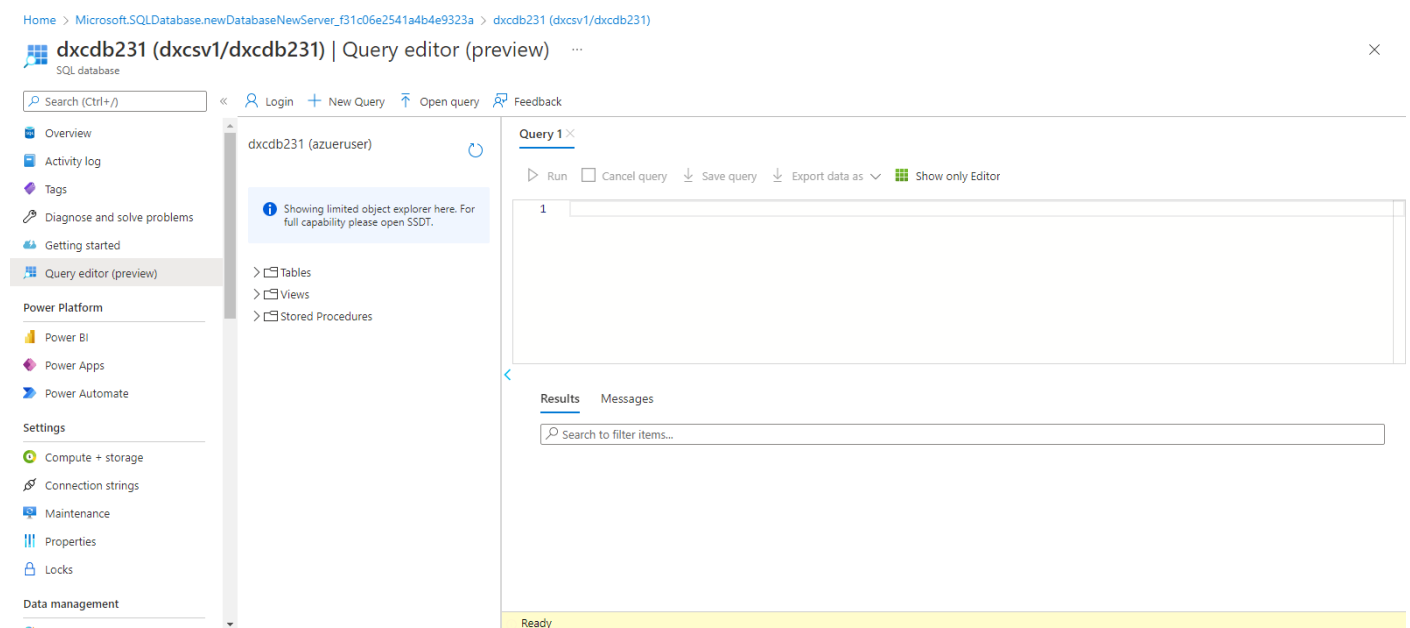 Home > Microsoft.SQLDatabase.newDatabaseNewServer_f31c06e2541a4b4e9323a > dxcdb231 (dxcsv1/dxcdb231)
dxcdb231 (dxcsv1/dxcdb231) | Query editor (preview) ...
SQL database
Search (Ctrl+/)
«
Login
New Query
Open query
Feedback
Overview
Activity log
Tags
Diagnose and solve problems
Getting started
Query editor (preview)
Power Platform
Power BI
Power Apps
Power Automate
Settings
Compute + storage
Connection strings
Maintenance
Properties
Locks
Data management
dxcdb231 (azueruser)
Showing limited object explorer here. For
full capability please open SSDT.
Tables
Views
Stored Procedures
Query 1
Run
Cancel query
Save query
Export data as
Show only Editor
1
Results
Messages
Search to filter items...
Ready